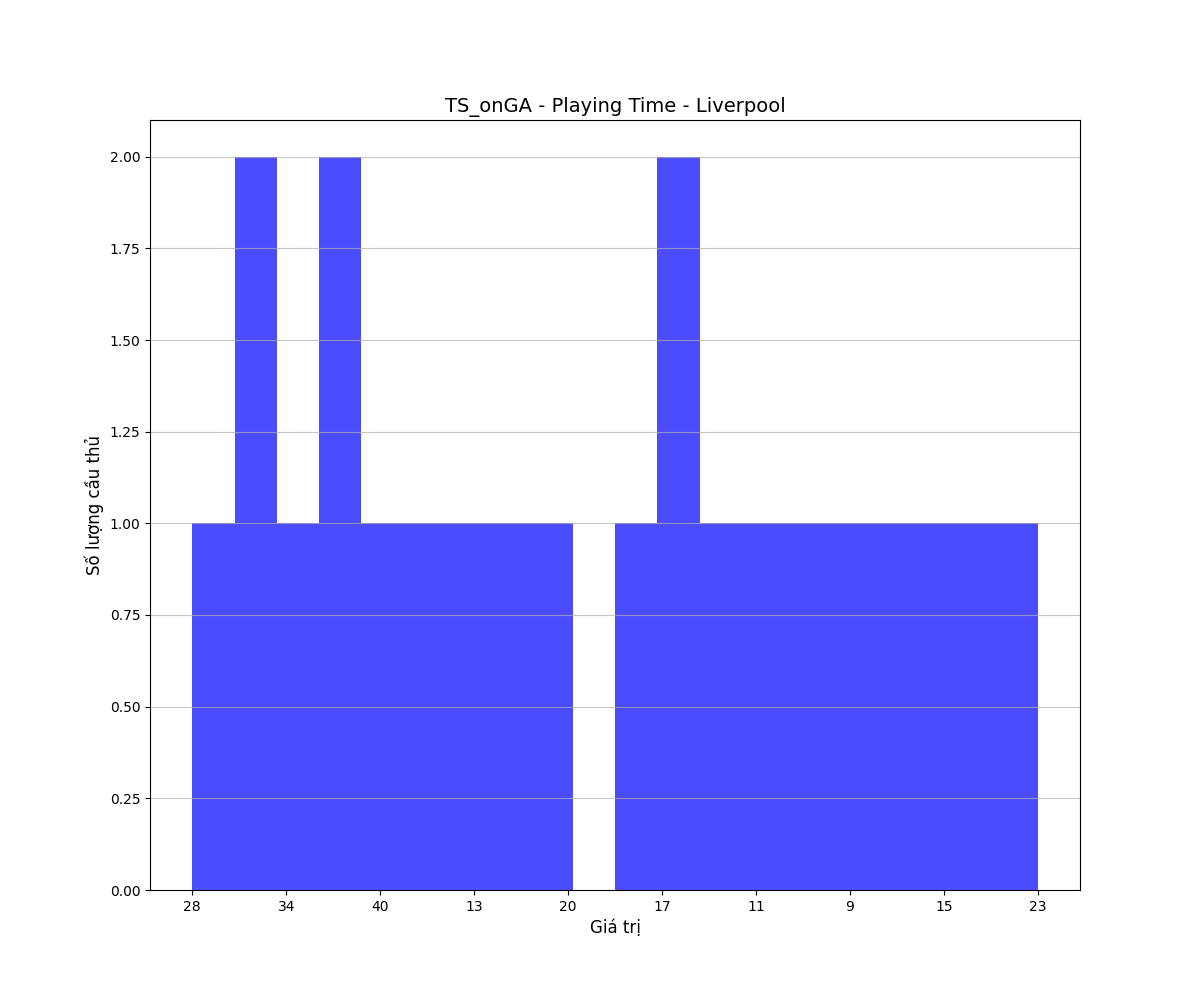 TS_onGA - Playing Time - Liverpool
Số lượng cầu thủ
2.00
1.75
1.50
1.25
1.00
0.75
0.50
0.25
0.00
28 34 40 13 20 17 11 9 15 23
Giá trị